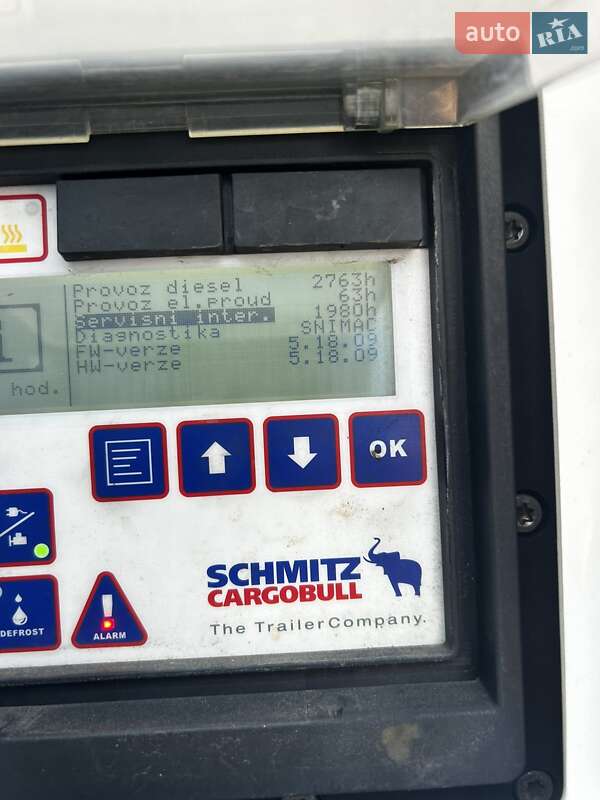 auto RIA .com
Provoz diesel 2763h
Provoz el.proud 63h
Servisni inter. 1980h
Diagnostika SNIMAC
FW-verze 5.18.09
HW-verze 5.18.09
hod.
OK
SCHMITZ
CARGOBULL
The TrailerCompany.
DEFROST
ALARM